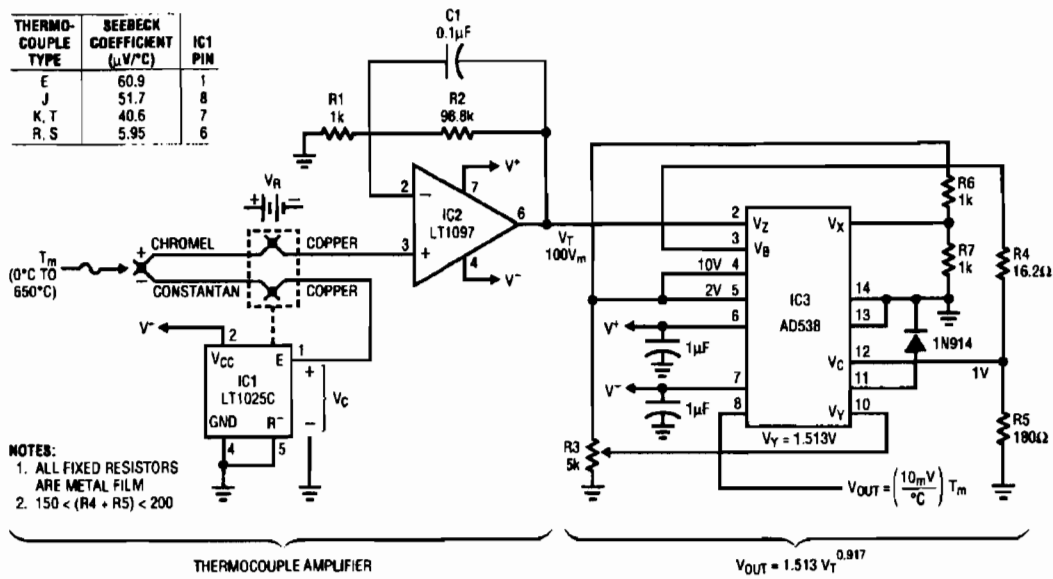 THERMO-COUPLE TYPE
SEEBECK COEFFICIENT (μV/°C)
IC1 PIN
E 60.9 1
J 51.7 8
K, T 40.6 7
R, S 5.95 6
C1
0.1μF
R1
1k
R2
98.8k
V+
7
2
−
IC2
LT1097
6
3
+
4
V−
VR
+
−
CHROMEL
COPPER
Tm
(0°C TO
650°C)
+
−
CONSTANTAN
COPPER
V−
2
VCC
E
1
IC1
LT1025C
GND
R−
4
5
+
VC
−
VT
100Vm
2
VZ
VX
3
VB
10V
4
2V
5
IC3
AD538
6
V+
1μF
V−
7
1μF
8
14
13
VC
12
11
VY
10
VY = 1.513V
R6
1k
R7
1k
R4
16.2Ω
1N914
1V
R5
180Ω
R3
5k
VOUT = (10mV/°C) Tm
NOTES:
1. ALL FIXED RESISTORS
ARE METAL FILM
2. 150 < (R4 + R5) < 200
THERMOCOUPLE AMPLIFIER
VOUT = 1.513 VT^0.917